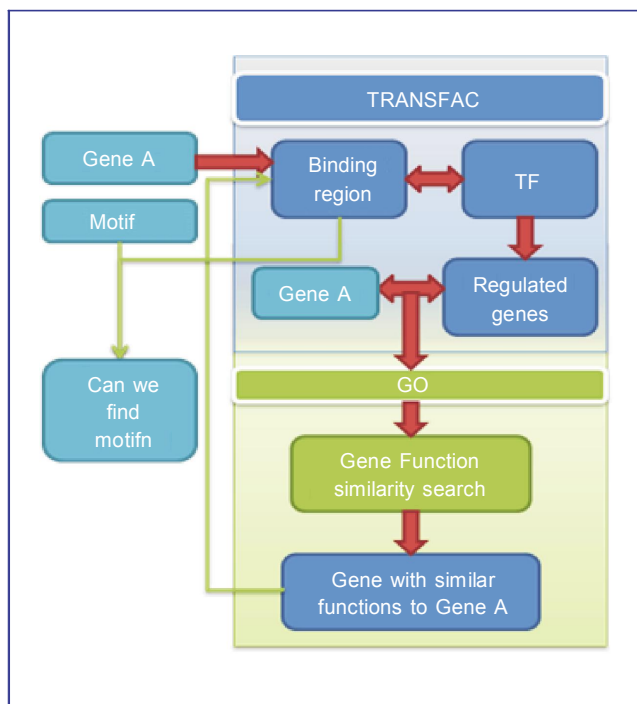 TRANSFAC
Gene A
Binding
region
TF
Motif
Gene A
Regulated
genes
Can we
find
motifn
GO
Gene Function
similarity search
Gene with similar
functions to Gene A